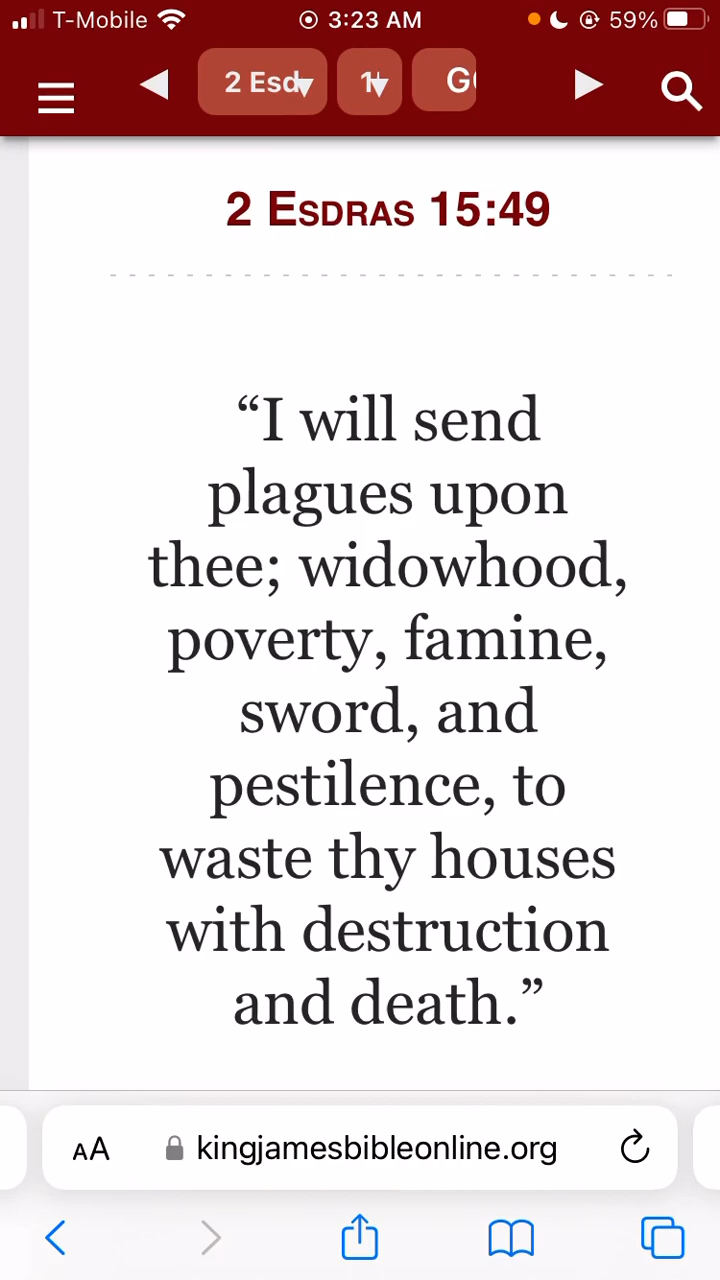 T-Mobile 3:23 AM 59%
2 Esd 1
2 Esdras 15:49
“I will send
plagues upon
thee; widowhood,
poverty, famine,
sword, and
pestilence, to
waste thy houses
with destruction
and death.”
AA kingjamesbibleonline.org